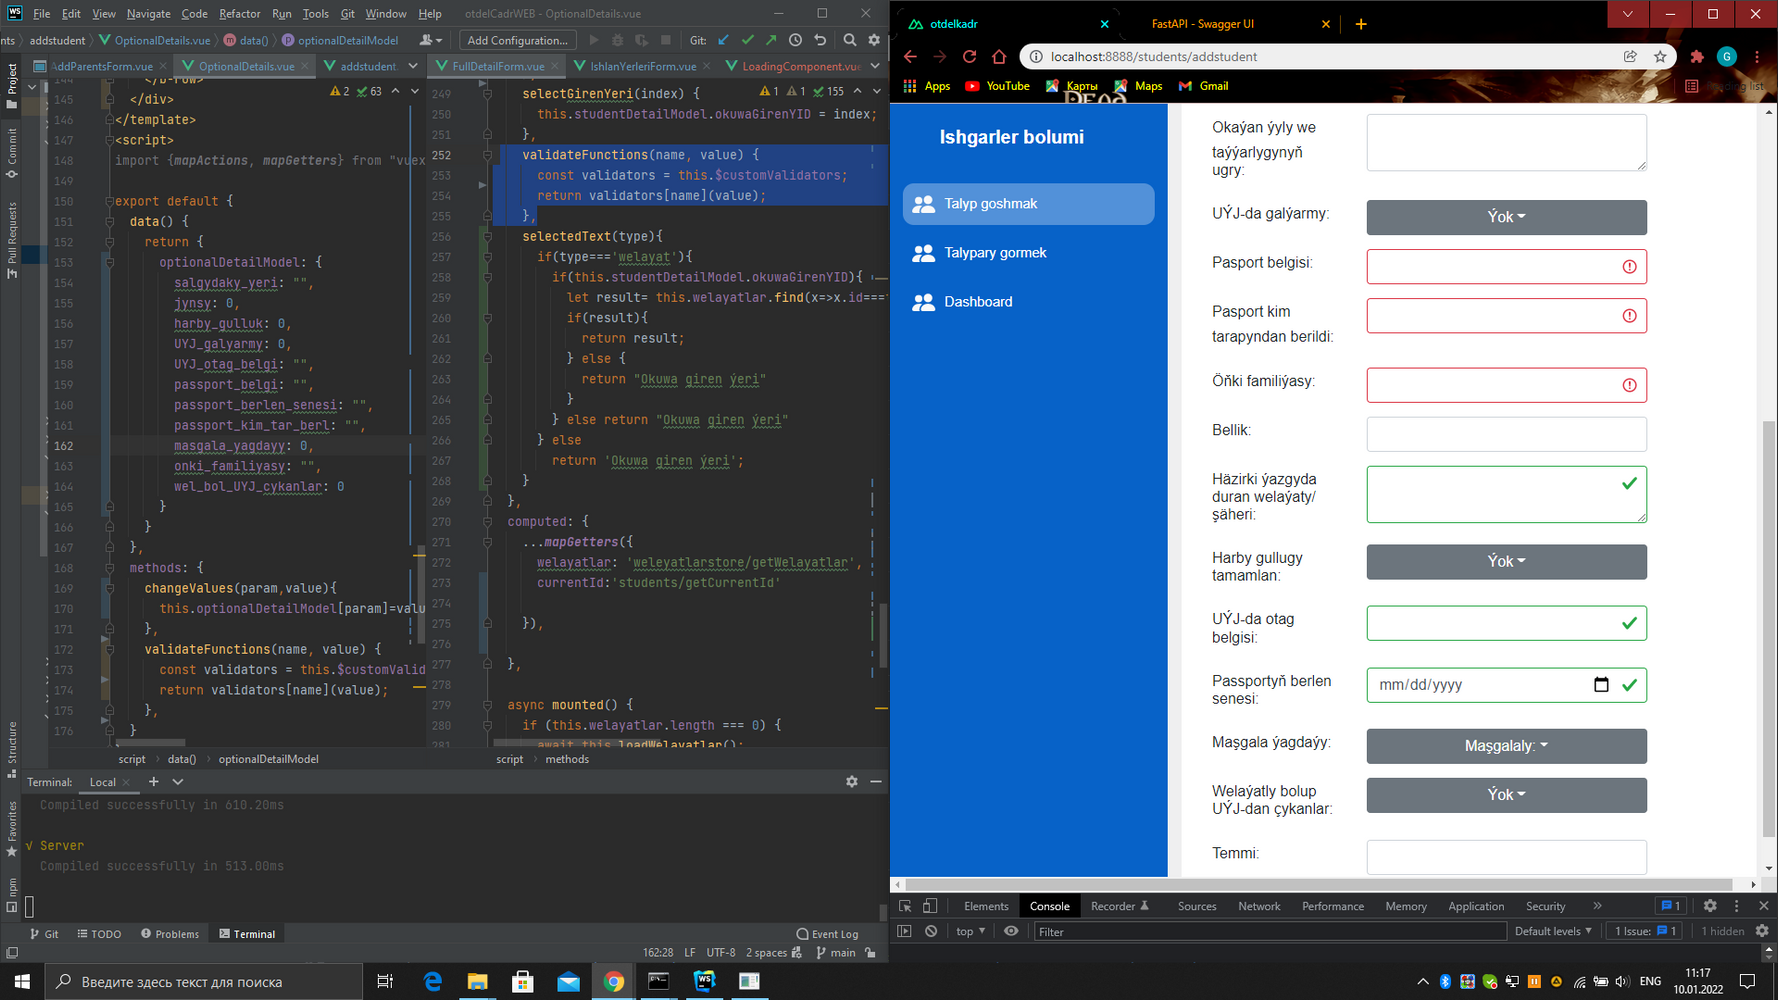 File Edit View Navigate Code Refactor Run Tools Git Window Help otdelCadrWEB - OptionalDetails.vue
nts addstudent OptionalDetails.vue data() optionalDetailModel Add Configuration... Git:
AddParentsForm.vue OptionalDetails.vue addstudent. FullDetailForm.vue IshlanYerleriForm.vue LoadingComponent.vue
Project
Commit
Pull Requests
Structure
Favorites
npm
2 63
144 </b-row>
145 </div>
146 </template>
147 <script>
148 import {mapActions, mapGetters} from "vuex
149
150 export default {
151 data() {
152 return {
153 optionalDetailModel: {
154 salgydaky_yeri: "",
155 jynsy: 0,
156 harby_gulluk: 0,
157 UYJ_galyarmy: 0,
158 UYJ_otag_belgi: "",
159 passport_belgi: "",
160 passport_berlen_senesi: "",
161 passport_kim_tar_berl: "",
162 masgala_yagdayy: 0,
163 onki_familiyasy: "",
164 wel_bol_UYJ_cykanlar: 0
165 }
166 }
167 },
168 methods: {
169 changeValues(param,value){
170 this.optionalDetailModel[param]=valu
171 },
172 validateFunctions(name, value) {
173 const validators = this.$customValid
174 return validators[name](value);
175 },
176 }
script data() optionalDetailModel
1 1 155
249 selectGirenYeri(index) {
250 this.studentDetailModel.okuwaGirenYID = index;
251 },
252 validateFunctions(name, value) {
253 const validators = this.$customValidators;
254 return validators[name](value);
255 },
256 selectedText(type){
257 if(type==='welayat'){
258 if(this.studentDetailModel.okuwaGirenYID){
259 let result= this.welayatlar.find(x=>x.id===t
260 if(result){
261 return result;
262 } else {
263 return "Okuwa giren ýeri"
264 }
265 } else return "Okuwa giren ýeri"
266 } else
267 return 'Okuwa giren ýeri';
268 }
269 },
270 computed: {
271 ...mapGetters({
272 welayatlar: 'weleyatlarstore/getWelayatlar',
273 currentId:'students/getCurrentId'
274
275 }),
276
277 },
278
279 async mounted() {
280 if (this.welayatlar.length === 0) {
281 await this.loadWelayatlar();
script methods
Terminal: Local
Compiled successfully in 610.20ms
√ Server
Compiled successfully in 513.00ms
Git TODO Problems Terminal Event Log
162:28 LF UTF-8 2 spaces main
otdelkadr FastAPI - Swagger UI
localhost:8888/students/addstudent G
Apps YouTube Карты Maps Gmail
Ishgarler bolumi
Talyp goshmak
Talypary gormek
Dashboard
Okaýan ýyly we
taýýarlygynyň
ugry:
UÝJ-da galýarmy: Ýok
Pasport belgisi:
Pasport kim
tarapyndan berildi:
Öňki familiýasy:
Bellik:
Häzirki ýazgyda
duran welaýaty/
şäheri:
Harby gullugy Ýok
tamamlan:
UÝJ-da otag
belgisi:
Passportyň berlen mm/dd/yyyy
senesi:
Maşgala ýagdaýy: Maşgalaly:
Welaýatly bolup Ýok
UÝJ-dan çykanlar:
Temmi:
Elements Console Recorder Sources Network Performance Memory Application Security 1
top Filter Default levels 1 Issue: 1 1 hidden
Введите здесь текст для поиска
ENG 11:17
10.01.2022